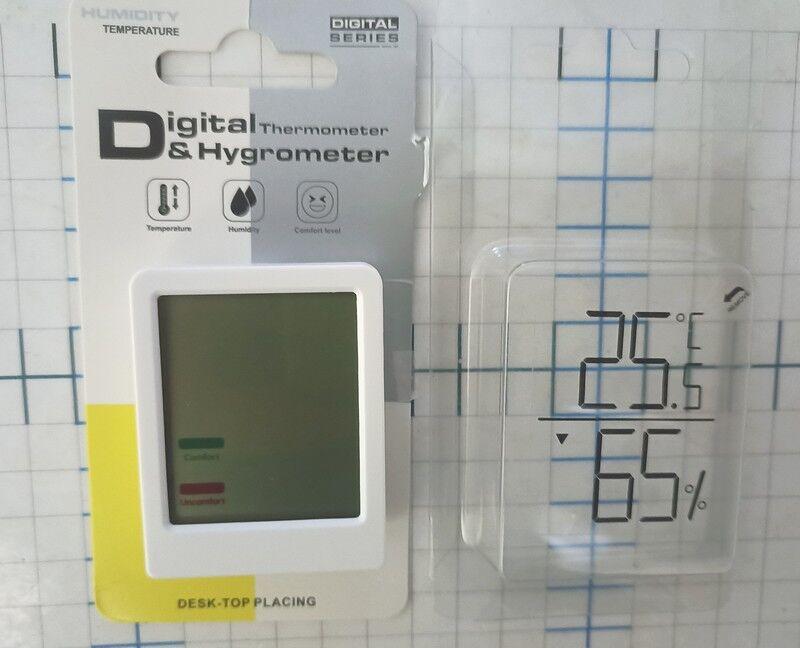 HUMIDITY
TEMPERATURE
DIGITAL
SERIES
Digital Thermometer
& Hygrometer
Temperature
Humidity
Comfort level
Comfort
Uncomfort
DESK-TOP PLACING
REMOVE
25.5 °C
65%